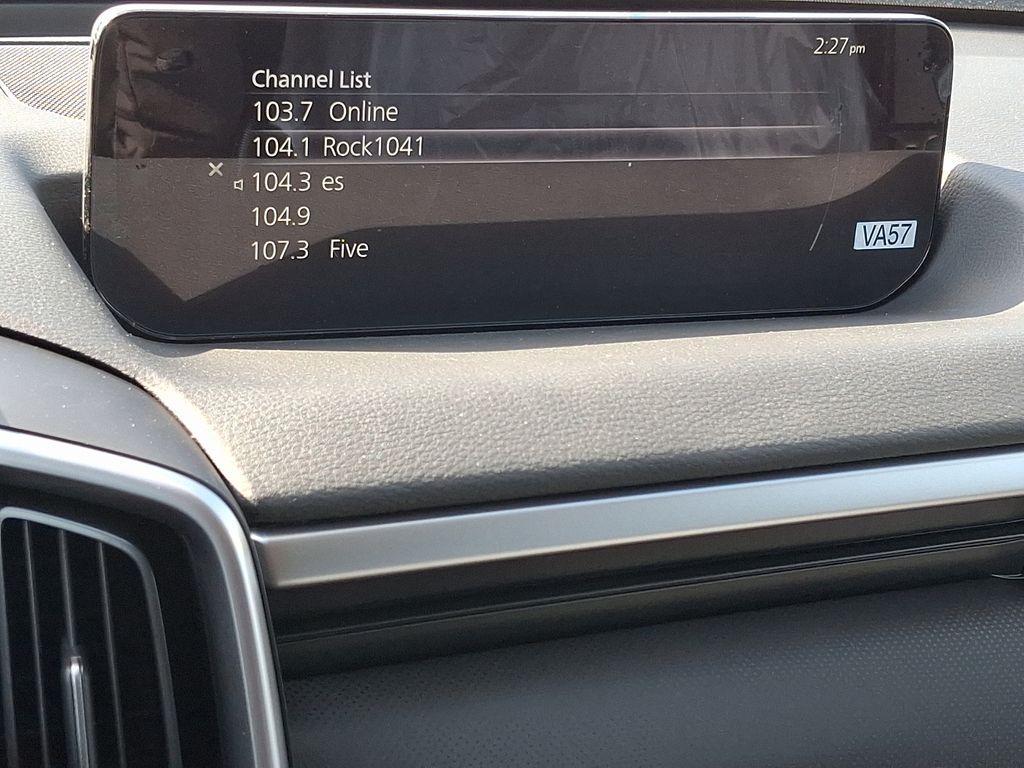 2:27pm
Channel List
103.7 Online
104.1 Rock1041
104.3 es
104.9
107.3 Five
VA57